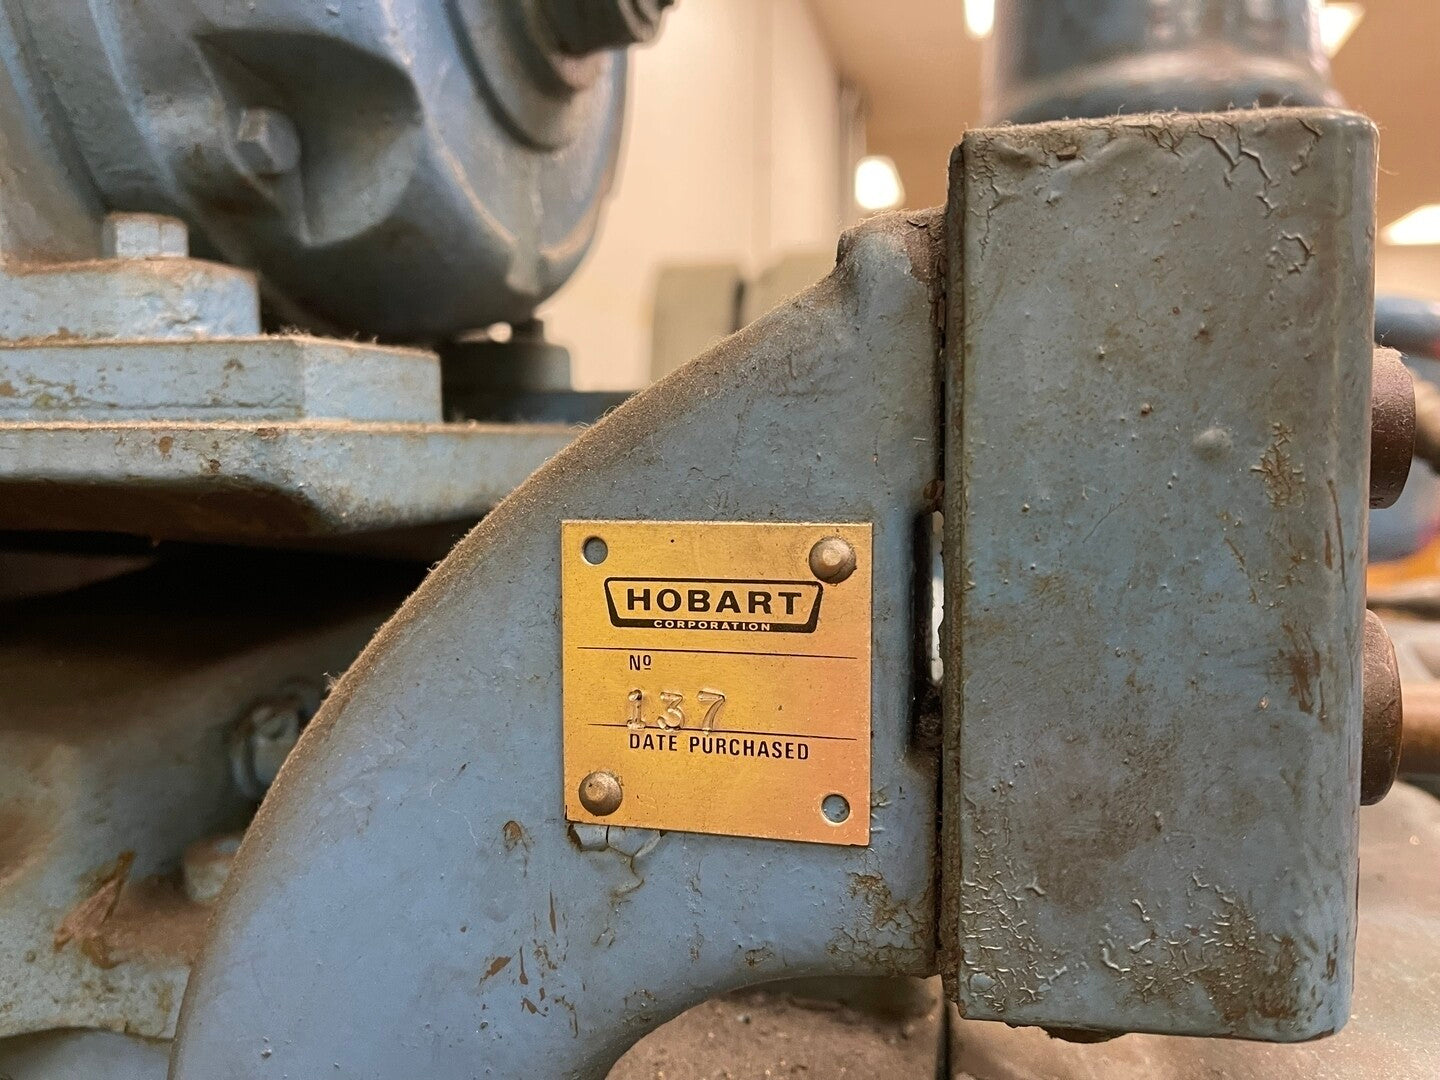 HOBART
CORPORATION
Nº
137
DATE PURCHASED